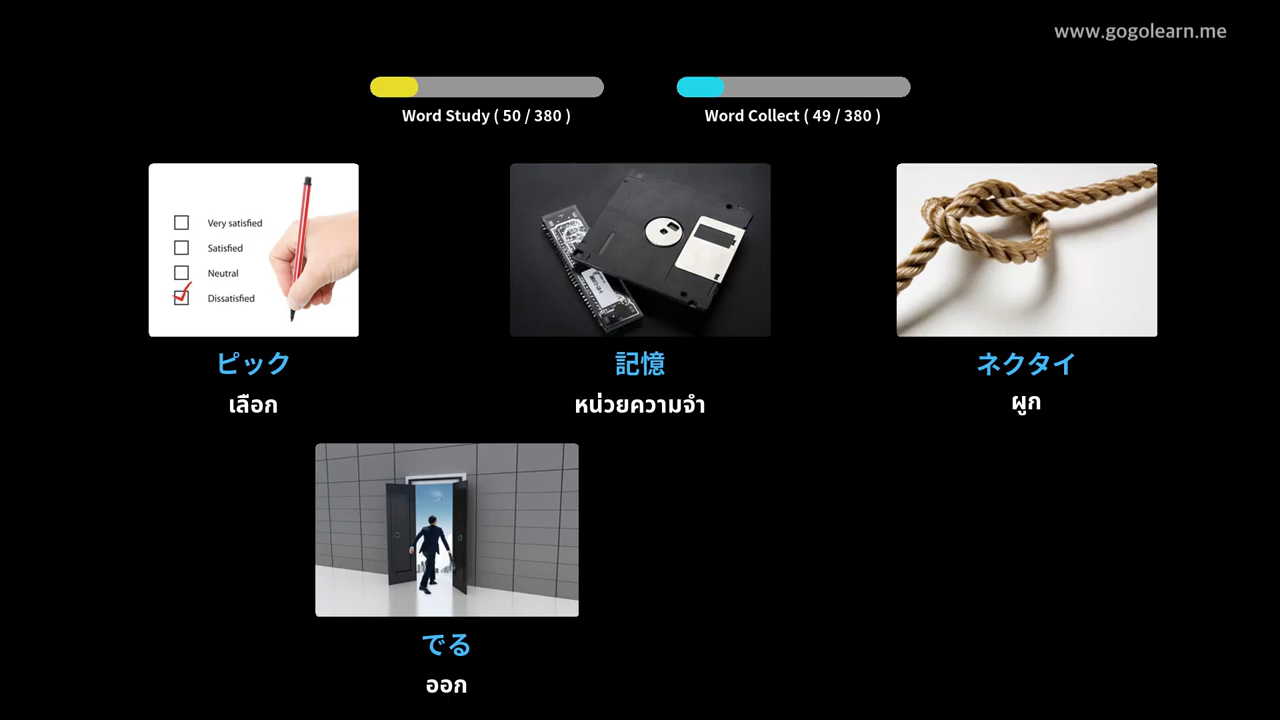 www.gogolearn.me
Word Study ( 50 / 380 )
Word Collect ( 49 / 380 )
Very satisfied
Satisfied
Neutral
Dissatisfied
ピック
記憶
ネクタイ
เลือก
หน่วยความจำ
ผูก
でる
ออก